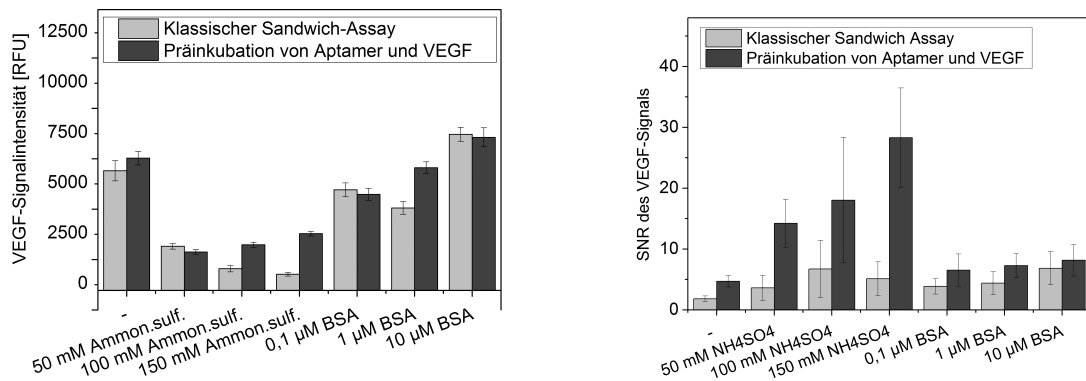 Klassischer Sandwich-Assay
Präinkubation von Aptamer und VEGF
VEGF-Signalintensität [RFU]
12500
10000
7500
5000
2500
0
-
50 mM Ammon.sulf.
100 mM Ammon.sulf.
150 mM Ammon.sulf.
0,1 µM BSA
1 µM BSA
10 µM BSA
Klassischer Sandwich Assay
Präinkubation von Aptamer und VEGF
SNR des VEGF-Signals
40
30
20
10
0
-
50 mM NH4SO4
100 mM NH4SO4
150 mM NH4SO4
0,1 µM BSA
1 µM BSA
10 µM BSA